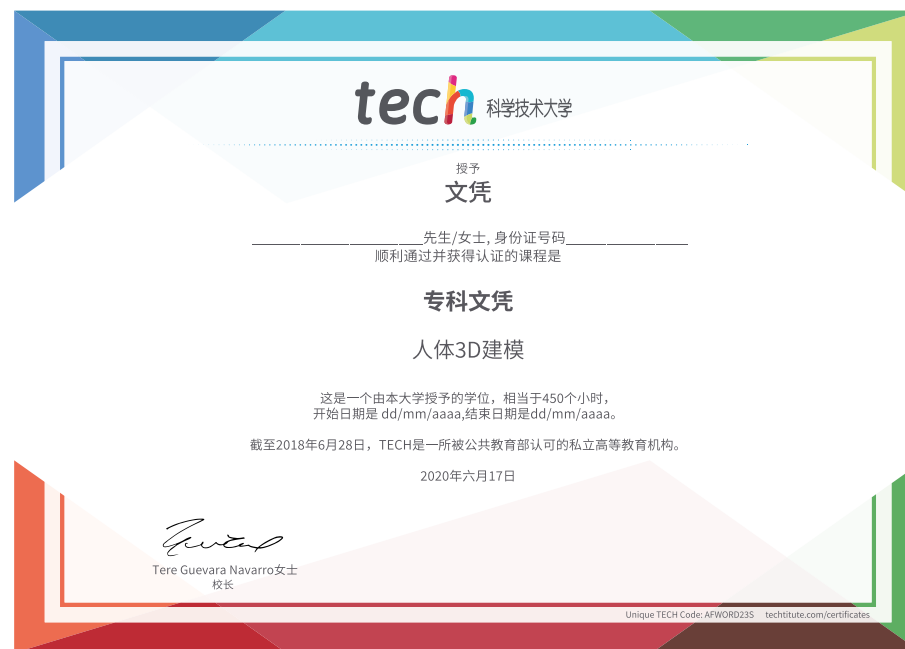 tech 科学技术大学
授予
文凭
____________________先生/女士, 身份证号码______________
顺利通过并获得认证的课程是
专科文凭
人体3D建模
这是一个由本大学授予的学位，相当于450个小时，
开始日期是 dd/mm/aaaa,结束日期是dd/mm/aaaa。
截至2018年6月28日，TECH是一所被公共教育部认可的私立高等教育机构。
2020年六月17日
Tere Guevara Navarro女士
校长
Unique TECH Code: AFWORD23S techtitute.com/certificates